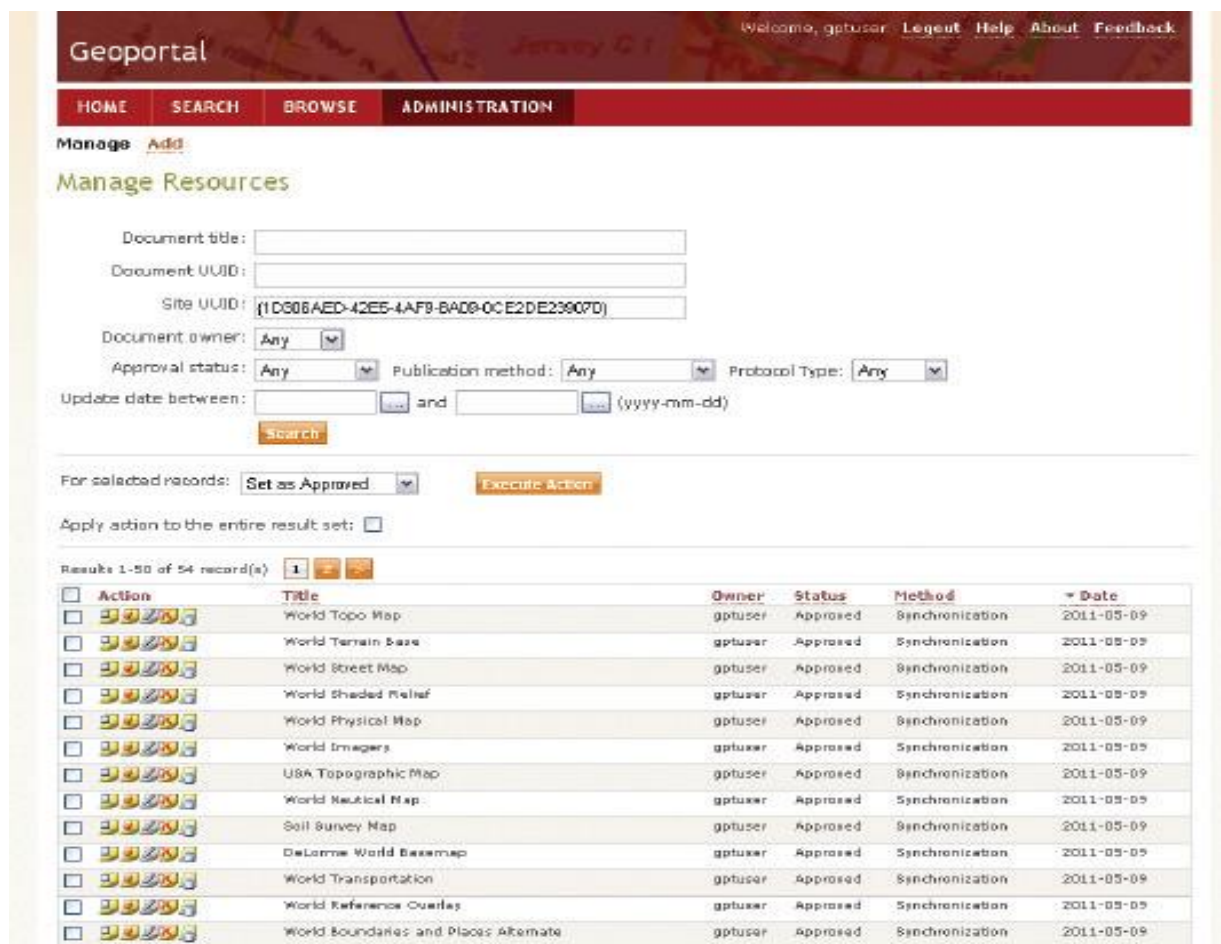 Welcome, gptuser Logout Help About Feedback
Geoportal
HOME SEARCH BROWSE ADMINISTRATION
Manage Add
Manage Resources
Document title:
Document UUID:
Site UUID:
Document owner: Any
Approval status: Any Publication method: Any Protocol Type: Any
Update date between: ... and ... (yyyy-mm-dd)
Search
For selected records: Set as Approved Execute Action
Apply action to the entire result set:
Results 1-50 of 54 record(s) 1 2 >
Action Title Owner Status Method Date
World Topo Map gptuser Approved Synchronization 2011-05-09
World Terrain Base gptuser Approved Synchronization 2011-05-09
World Street Map gptuser Approved Synchronization 2011-05-09
World Shaded Relief gptuser Approved Synchronization 2011-05-09
World Physical Map gptuser Approved Synchronization 2011-05-09
World Imagery gptuser Approved Synchronization 2011-05-09
USA Topographic Map gptuser Approved Synchronization 2011-05-09
World Nautical Map gptuser Approved Synchronization 2011-05-09
Soil Survey Map gptuser Approved Synchronization 2011-05-09
DeLorme World Basemap gptuser Approved Synchronization 2011-05-09
World Transportation gptuser Approved Synchronization 2011-05-09
World Reference Overlay gptuser Approved Synchronization 2011-05-09
World Boundaries and Places Alternate gptuser Approved Synchronization 2011-05-09